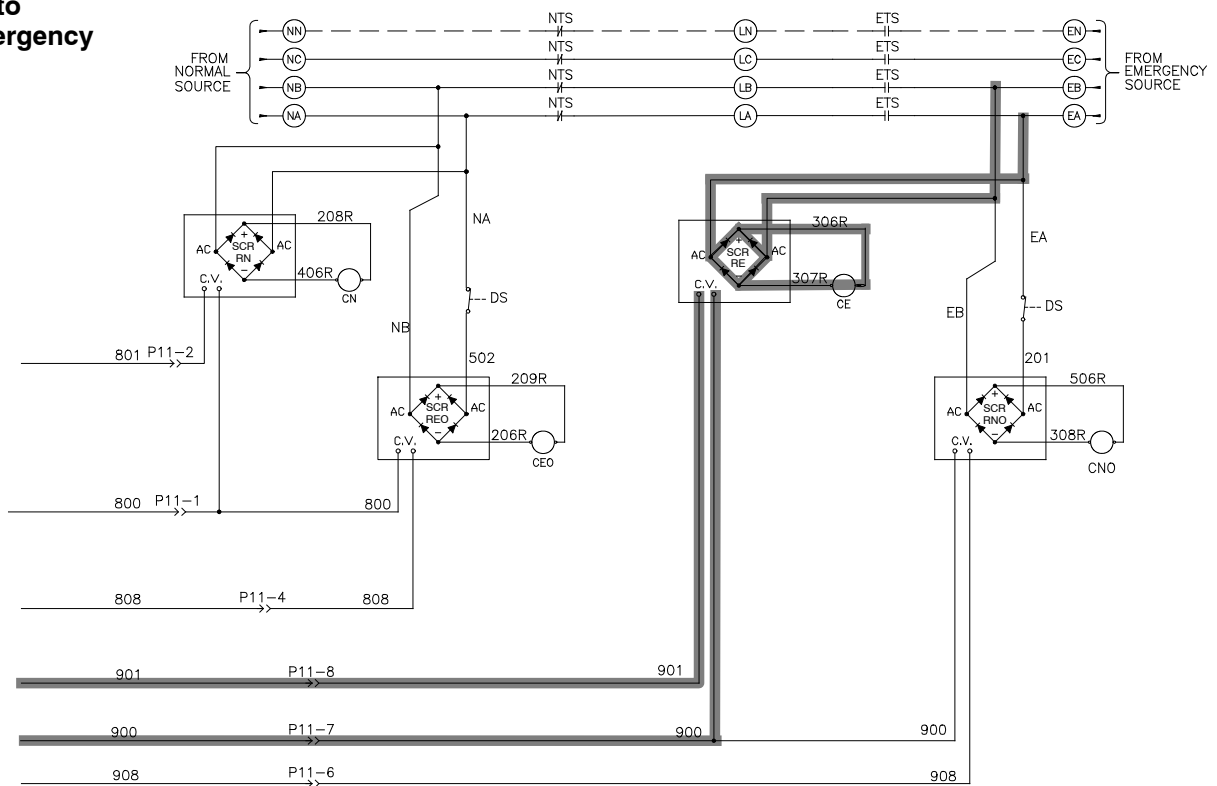 to
ergency
NTS ETS
NN LN EN
NTS ETS
FROM NORMAL SOURCE
NC LC EC
FROM EMERGENCY SOURCE
NTS ETS
NB LB EB
NTS ETS
NA LA EA
208R
AC + SCR RN − AC
406R
C.V.
CN
NA
306R
AC + SCR RE − AC
307R
C.V.
CE
EA
NB
DS
EB
DS
801 P11-2
502
201
209R
AC + SCR REO − AC
206R
C.V.
CEO
506R
AC + SCR RNO − AC
308R
C.V.
CNO
800 P11-1 800
808 P11-4 808
901 P11-8 901
900 P11-7 900 900
908 P11-6 908